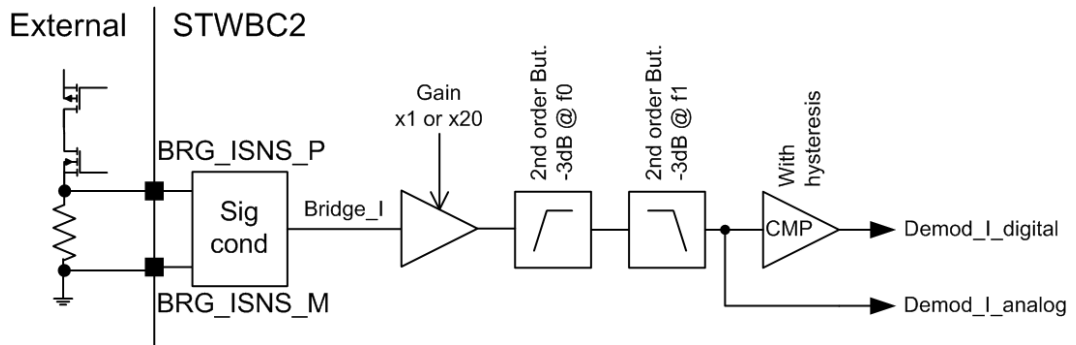 External
STWBC2
Gain
x1 or x20
2nd order But.
-3dB @ f0
2nd order But.
-3dB @ f1
With
hysteresis
BRG_ISNS_P
Sig
cond
Bridge_I
CMP
Demod_I_digital
BRG_ISNS_M
Demod_I_analog